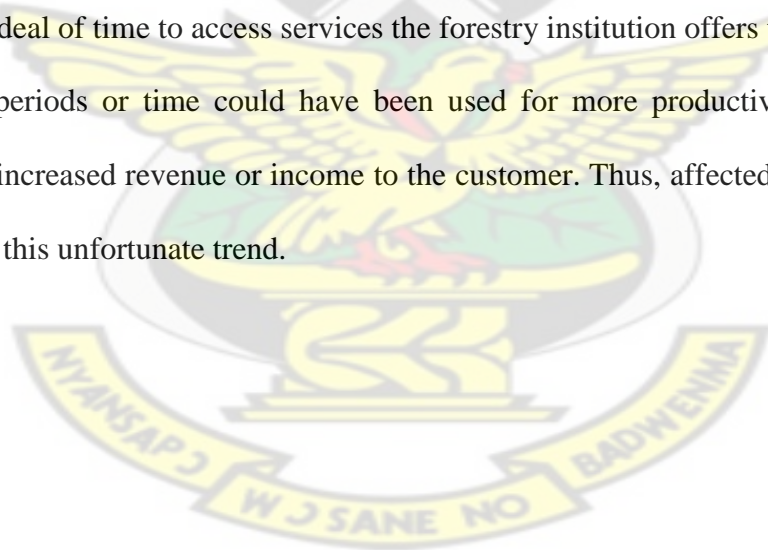 deal of time to access services the forestry institution offers
periods or time could have been used for more productiv
increased revenue or income to the customer. Thus, affected
this unfortunate trend.
NYANSAPƆ
WƆ SANE NO
BADWENMA